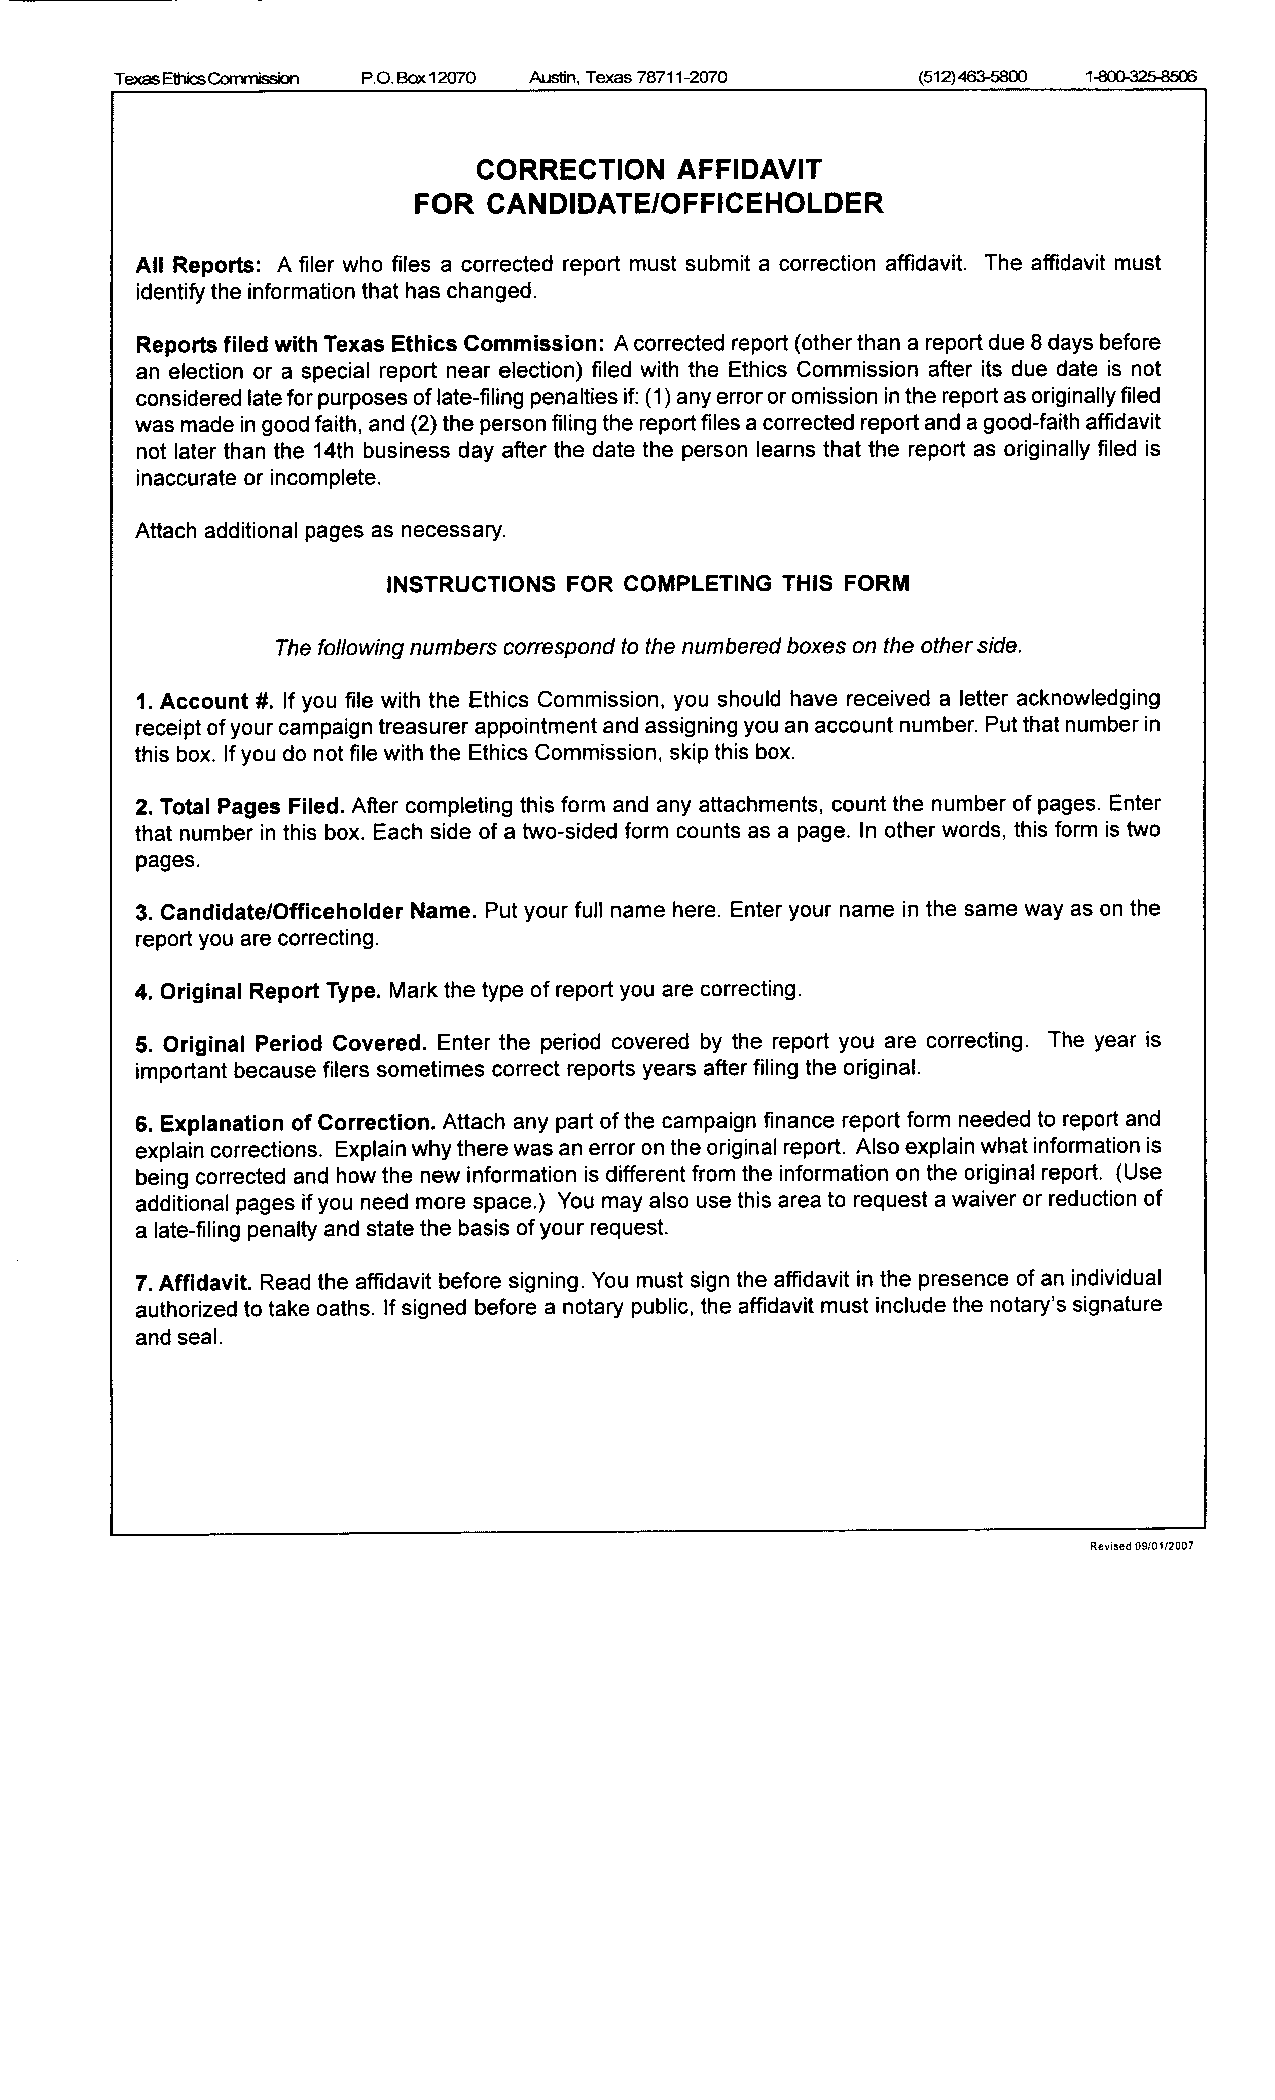 Texas Ethics Commission P.O. Box 12070 Austin, Texas 78711-2070 (512) 463-5800 1-800-325-8506
CORRECTION AFFIDAVIT
FOR CANDIDATE/OFFICEHOLDER
All Reports: A filer who files a corrected report must submit a correction affidavit. The affidavit must
identify the information that has changed.
Reports filed with Texas Ethics Commission: A corrected report (other than a report due 8 days before
an election or a special report near election) filed with the Ethics Commission after its due date is not
considered late for purposes of late-filing penalties if: (1) any error or omission in the report as originally filed
was made in good faith, and (2) the person filing the report files a corrected report and a good-faith affidavit
not later than the 14th business day after the date the person learns that the report as originally filed is
inaccurate or incomplete.
Attach additional pages as necessary.
INSTRUCTIONS FOR COMPLETING THIS FORM
The following numbers correspond to the numbered boxes on the other side.
1. Account #. If you file with the Ethics Commission, you should have received a letter acknowledging
receipt of your campaign treasurer appointment and assigning you an account number. Put that number in
this box. If you do not file with the Ethics Commission, skip this box.
2. Total Pages Filed. After completing this form and any attachments, count the number of pages. Enter
that number in this box. Each side of a two-sided form counts as a page. In other words, this form is two
pages.
3. Candidate/Officeholder Name. Put your full name here. Enter your name in the same way as on the
report you are correcting.
4. Original Report Type. Mark the type of report you are correcting.
5. Original Period Covered. Enter the period covered by the report you are correcting. The year is
important because filers sometimes correct reports years after filing the original.
6. Explanation of Correction. Attach any part of the campaign finance report form needed to report and
explain corrections. Explain why there was an error on the original report. Also explain what information is
being corrected and how the new information is different from the information on the original report. (Use
additional pages if you need more space.) You may also use this area to request a waiver or reduction of
a late-filing penalty and state the basis of your request.
7. Affidavit. Read the affidavit before signing. You must sign the affidavit in the presence of an individual
authorized to take oaths. If signed before a notary public, the affidavit must include the notary's signature
and seal.
Revised 09/01/2007